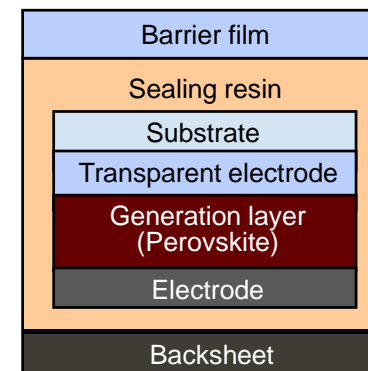 Barrier film
Sealing resin
Substrate
Transparent electrode
Generation layer
(Perovskite)
Electrode
Backsheet